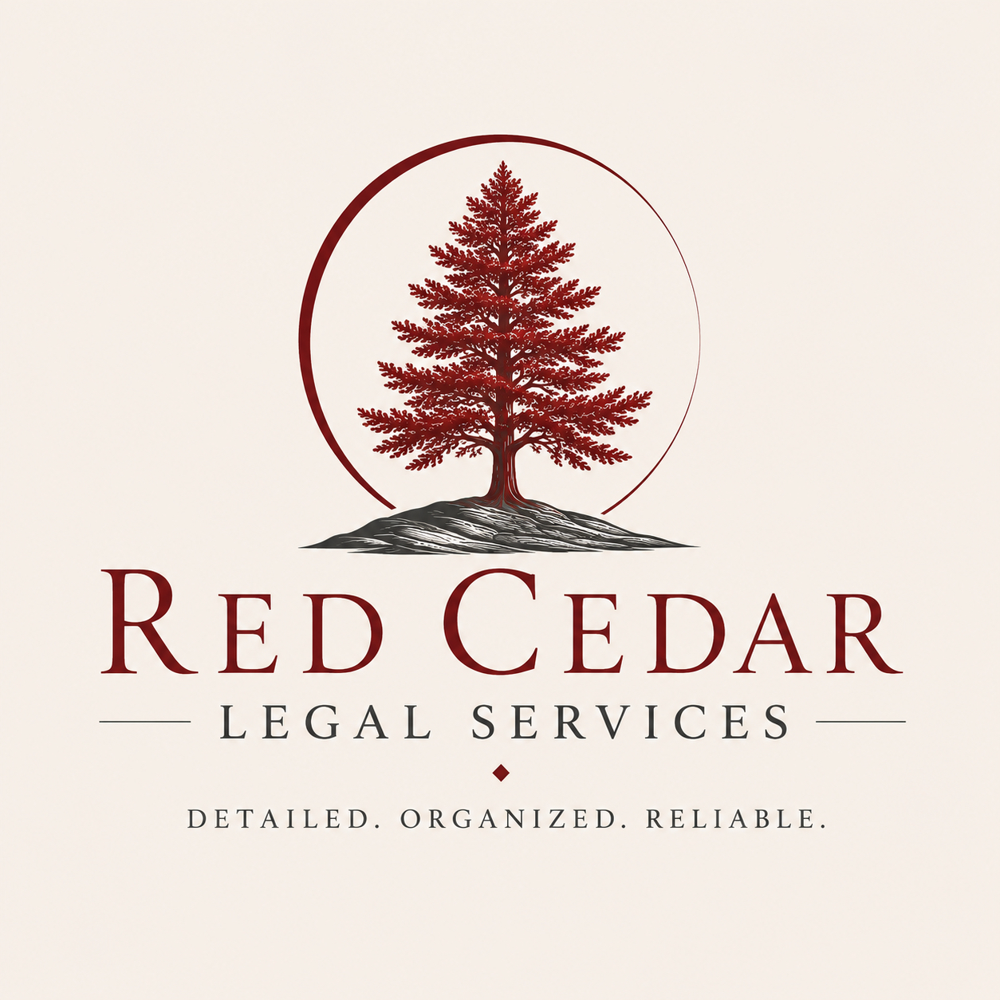 RED CEDAR
LEGAL SERVICES
DETAILED. ORGANIZED. RELIABLE.